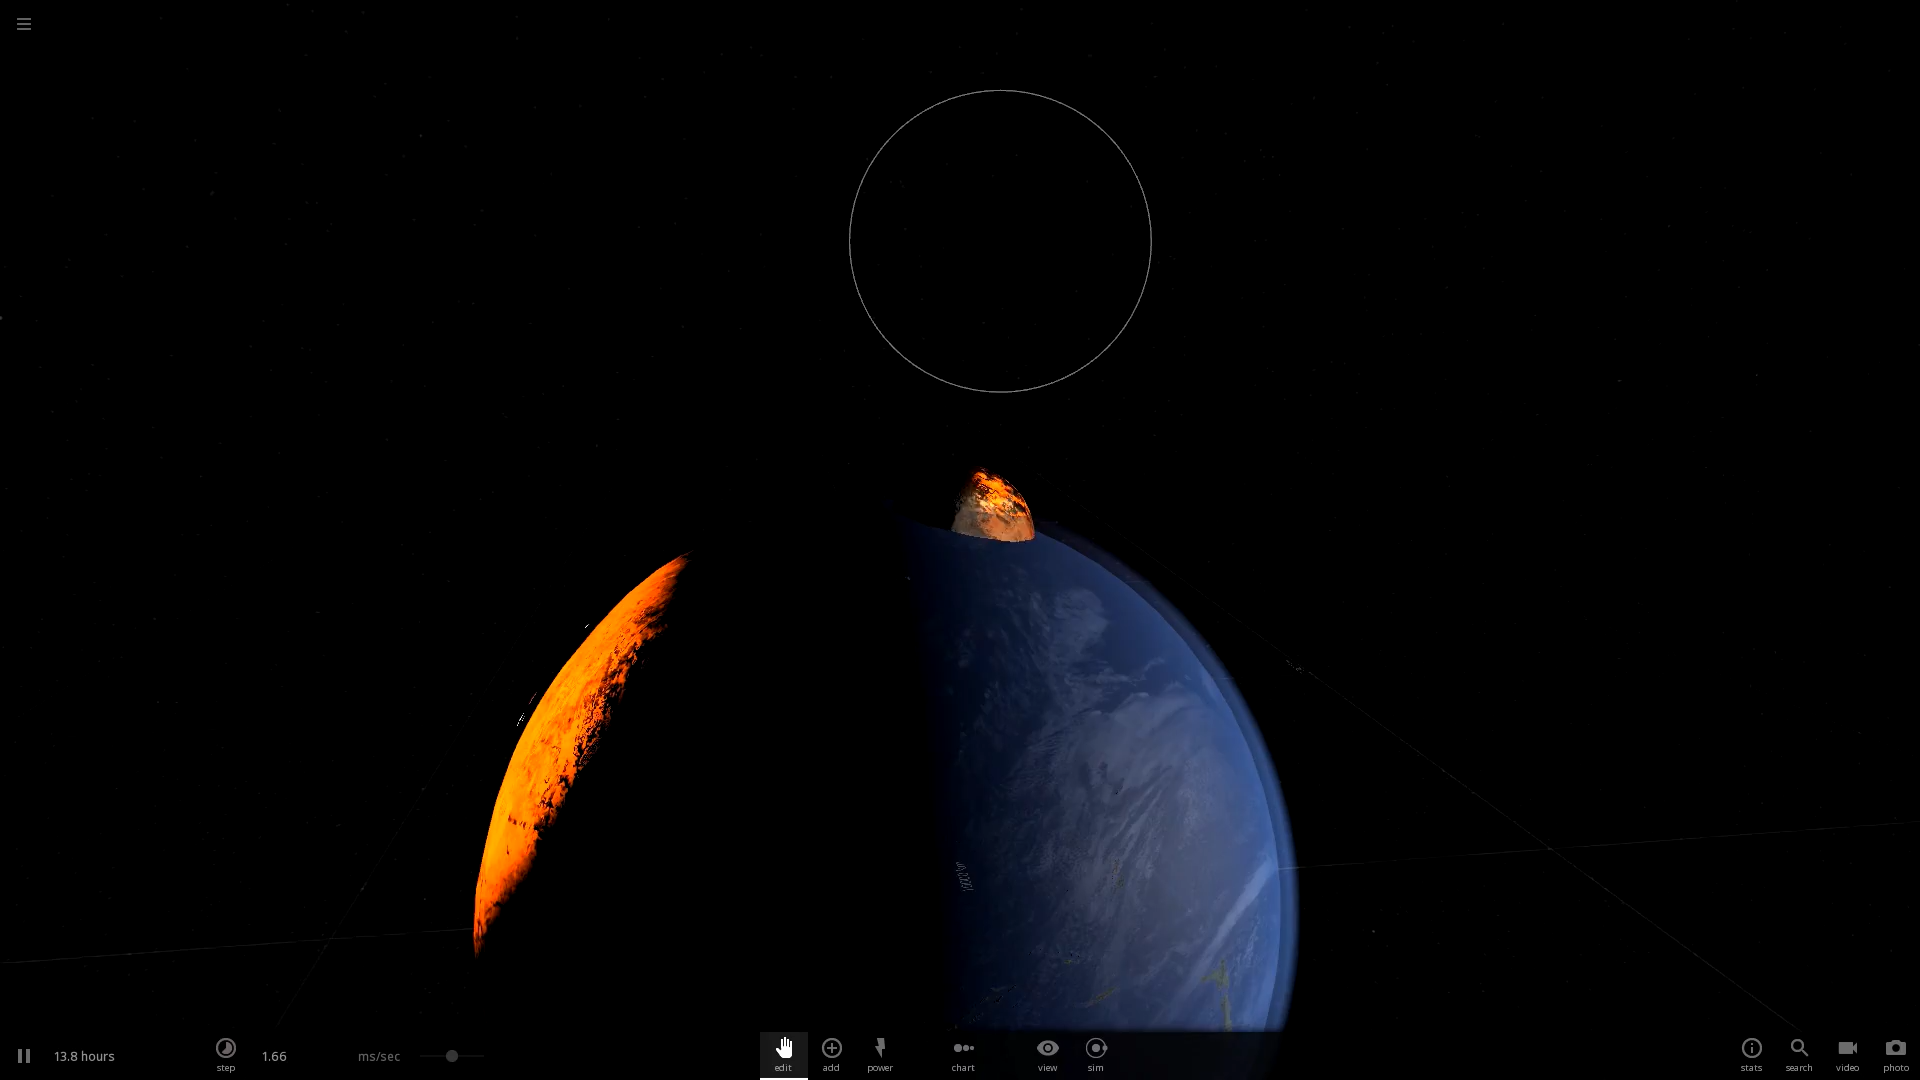 13.8 hours
step
1.66
ms/sec
edit
add
power
chart
view
sim
stats
search
video
photo